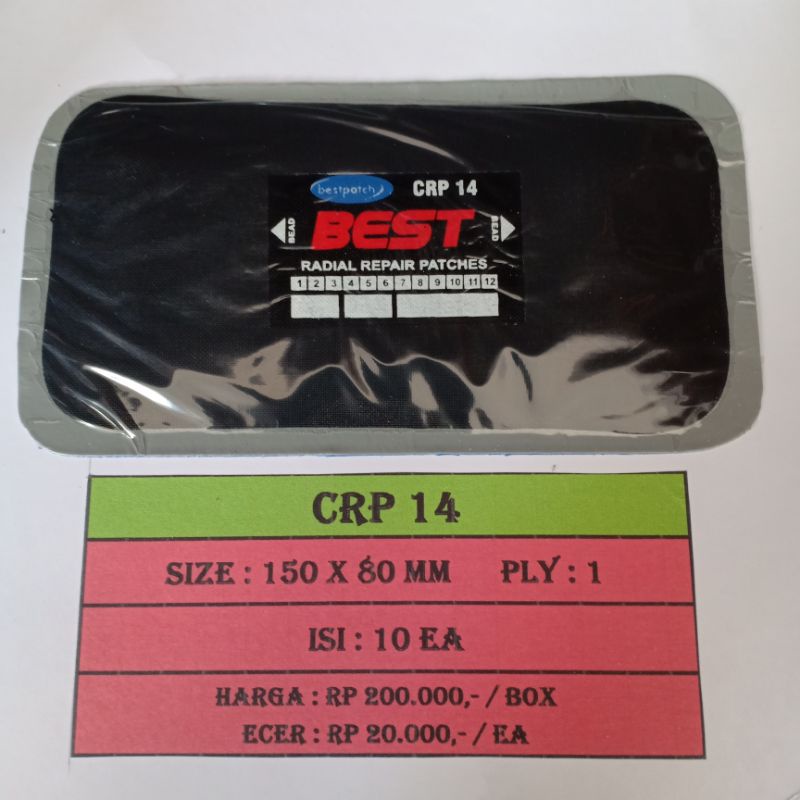 bestpatch CRP 14
BEAD BEST BEAD
RADIAL REPAIR PATCHES
1 2 3 4 5 6 7 8 9 10 11 12
CRP 14
SIZE : 150 X 80 MM PLY : 1
ISI : 10 EA
HARGA : RP 200.000,- / BOX
ECER : RP 20.000,- / EA